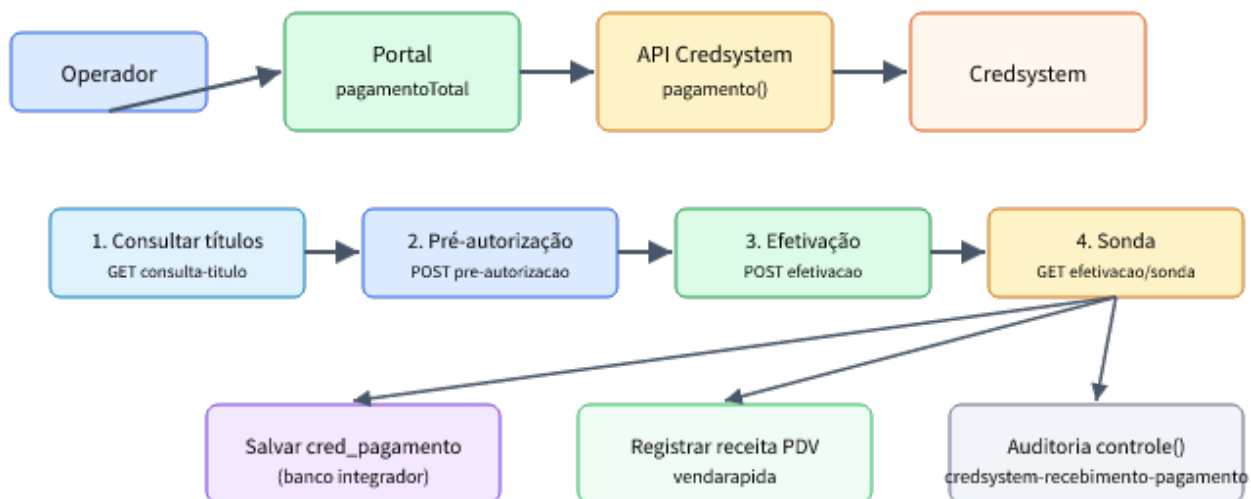 Operador
Portal
pagamentoTotal
API Credsystem
pagamento()
Credsystem
1. Consultar títulos
GET consulta-titulo
2. Pré-autorização
POST pre-autorizacao
3. Efetivação
POST efetivacao
4. Sonda
GET efetivacao/sonda
Salvar cred_pagamento
(banco integrador)
Registrar receita PDV
vendarapida
Auditoria controle()
credsystem-recebimento-pagamento